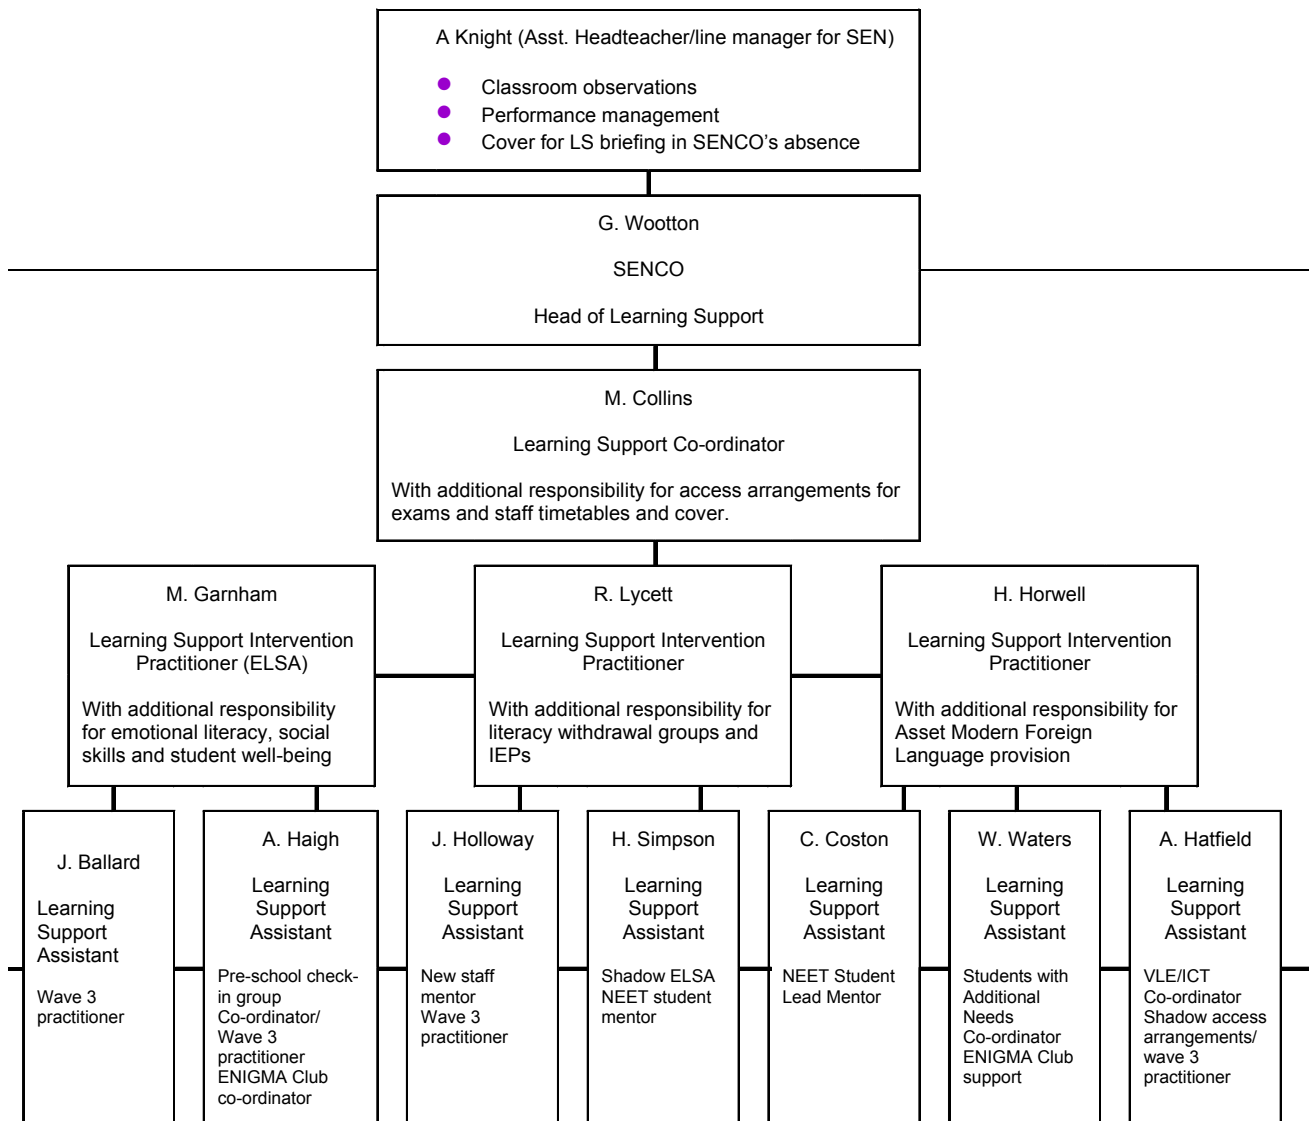 A Knight (Asst. Headteacher/line manager for SEN)
● Classroom observations
● Performance management
● Cover for LS briefing in SENCO's absence
G. Wootton
SENCO
Head of Learning Support
M. Collins
Learning Support Co-ordinator
With additional responsibility for access arrangements for
exams and staff timetables and cover.
M. Garnham
Learning Support Intervention
Practitioner (ELSA)
With additional responsibility
for emotional literacy, social
skills and student well-being
R. Lycett
Learning Support Intervention
Practitioner
With additional responsibility for
literacy withdrawal groups and
IEPs
H. Horwell
Learning Support Intervention
Practitioner
With additional responsibility for
Asset Modern Foreign
Language provision
J. Ballard
Learning
Support
Assistant
Wave 3
practitioner
A. Haigh
Learning
Support
Assistant
Pre-school check-
in group
Co-ordinator/
Wave 3
practitioner
ENIGMA Club
co-ordinator
J. Holloway
Learning
Support
Assistant
New staff
mentor
Wave 3
practitioner
H. Simpson
Learning
Support
Assistant
Shadow ELSA
NEET student
mentor
C. Coston
Learning
Support
Assistant
NEET Student
Lead Mentor
W. Waters
Learning
Support
Assistant
Students with
Additional
Needs
Co-ordinator
ENIGMA Club
support
A. Hatfield
Learning
Support
Assistant
VLE/ICT
Co-ordinator
Shadow access
arrangements/
wave 3
practitioner